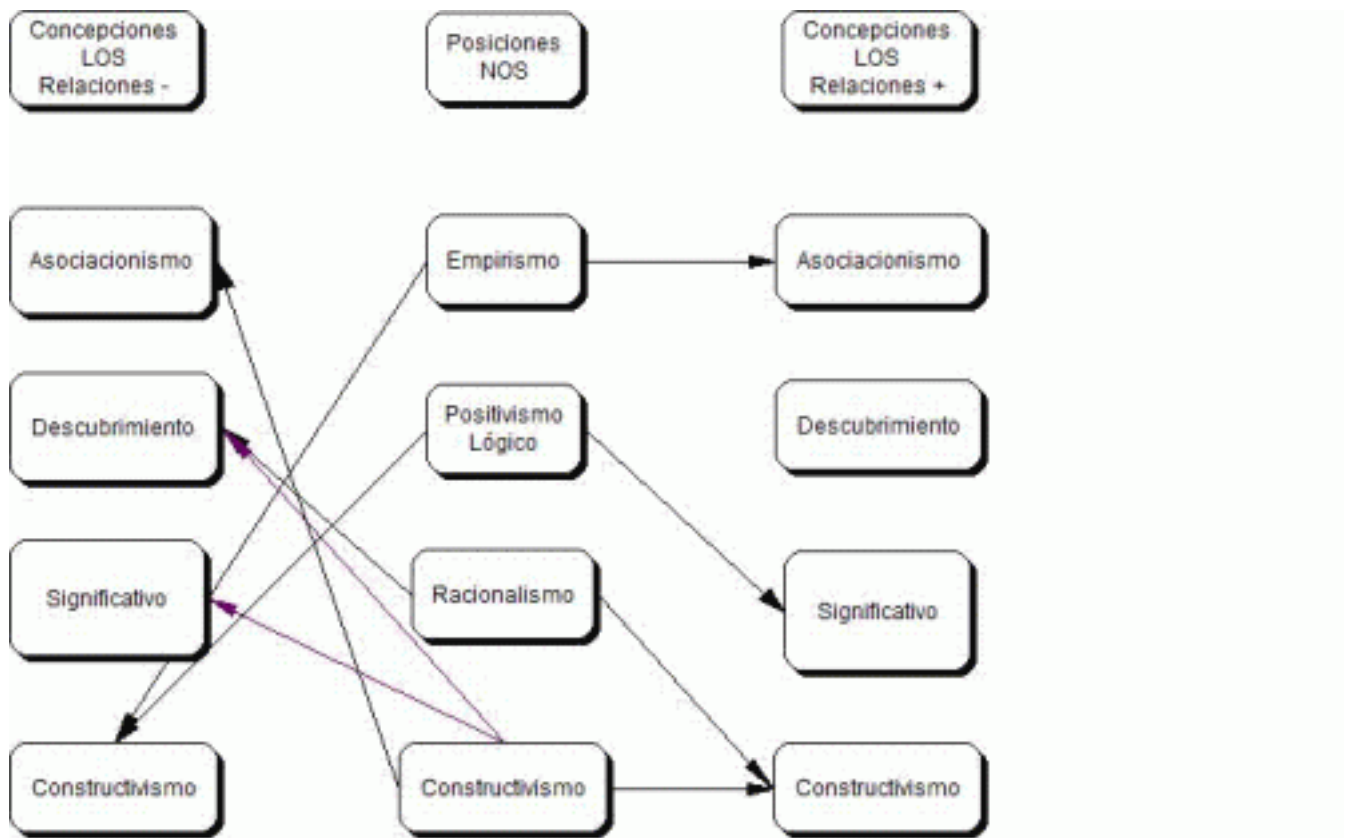 Concepciones
LOS
Relaciones -
Posiciones
NOS
Concepciones
LOS
Relaciones +
Asociacionismo
Empirismo
Asociacionismo
Descubrimiento
Positivismo
Lógico
Descubrimiento
Significativo
Racionalismo
Significativo
Constructivismo
Constructivismo
Constructivismo